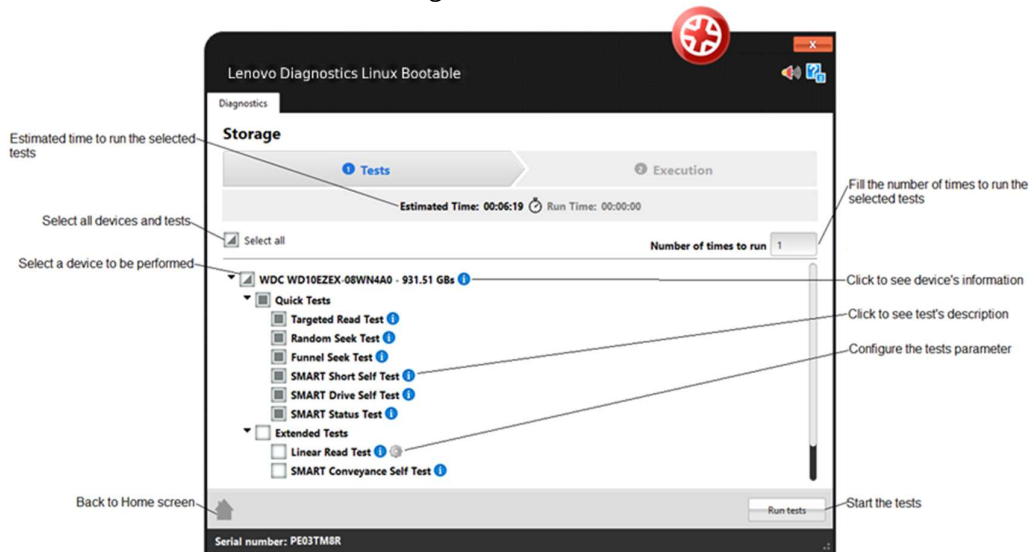 Lenovo Diagnostics Linux Bootable
x
Diagnostics
Storage
Estimated time to run the selected
tests
1 Tests
2 Execution
Fill the number of times to run the
selected tests
Estimated Time: 00:06:19 Run Time: 00:00:00
Select all devices and tests
Select all
Number of times to run 1
Select a device to be performed
WDC WD10EZEX-08WN4A0 - 931.51 GBs
Click to see device's information
Quick Tests
Targeted Read Test
Click to see test's description
Random Seek Test
Funnel Seek Test
Configure the tests parameter
SMART Short Self Test
SMART Drive Self Test
SMART Status Test
Extended Tests
Linear Read Test
SMART Conveyance Self Test
Back to Home screen
Run tests
Start the tests
Serial number: PE03TM8R